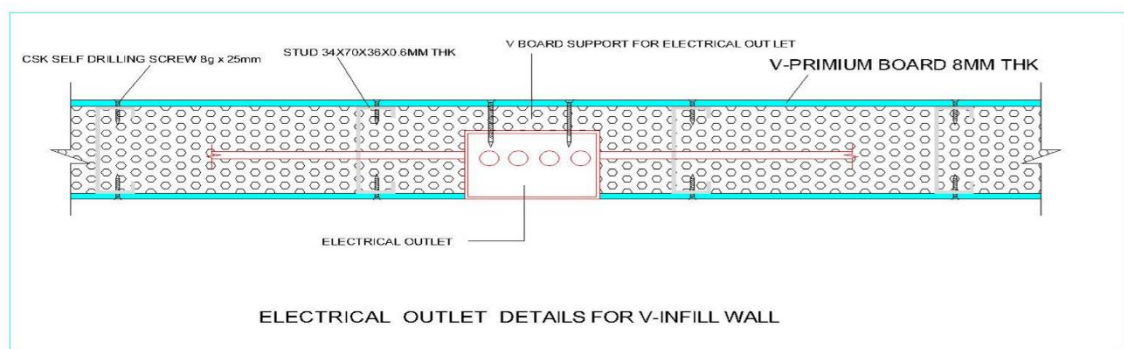 CSK SELF DRILLING SCREW 8g x 25mm
STUD 34X70X36X0.6MM THK
V BOARD SUPPORT FOR ELECTRICAL OUTLET
V-PRIMIUM BOARD 8MM THK
ELECTRICAL OUTLET
ELECTRICAL OUTLET DETAILS FOR V-INFILL WALL